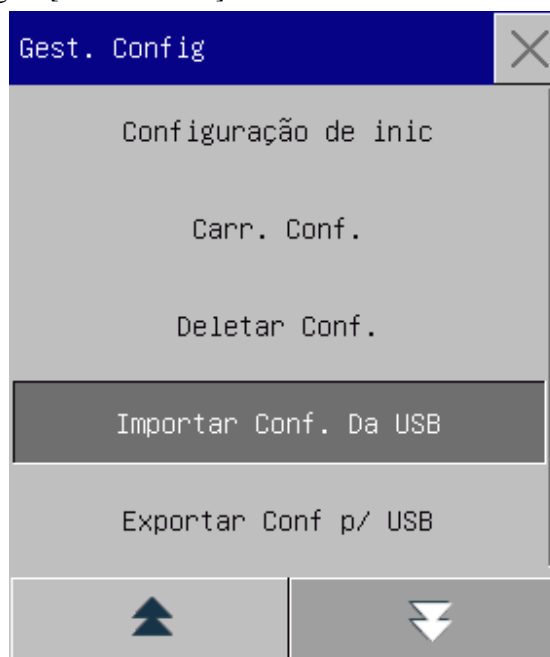 Gest. Config
Configuração de inic
Carr. Conf.
Deletar Conf.
Importar Conf. Da USB
Exportar Conf p/ USB